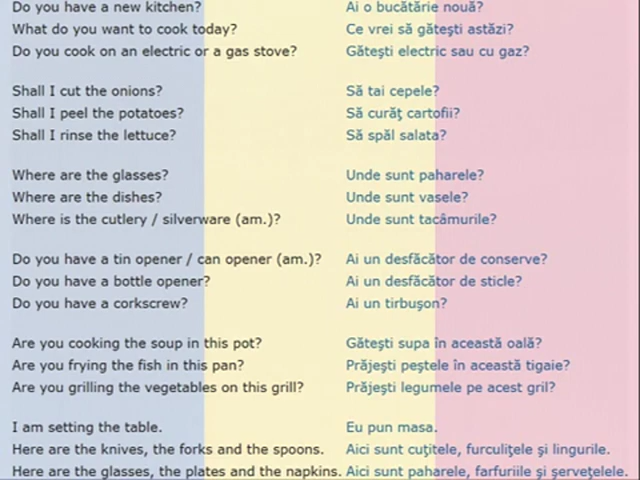 Do you have a new kitchen? Ai o bucătărie nouă?
What do you want to cook today? Ce vrei să găteşti astăzi?
Do you cook on an electric or a gas stove? Găteşti electric sau cu gaz?
Shall I cut the onions? Să tai cepele?
Shall I peel the potatoes? Să curăţ cartofii?
Shall I rinse the lettuce? Să spăl salata?
Where are the glasses? Unde sunt paharele?
Where are the dishes? Unde sunt vasele?
Where is the cutlery / silverware (am.)? Unde sunt tacâmurile?
Do you have a tin opener / can opener (am.)? Ai un desfăcător de conserve?
Do you have a bottle opener? Ai un desfăcător de sticle?
Do you have a corkscrew? Ai un tirbuşon?
Are you cooking the soup in this pot? Găteşti supa în această oală?
Are you frying the fish in this pan? Prăjeşti peştele în această tigaie?
Are you grilling the vegetables on this grill? Prăjeşti legumele pe acest gril?
I am setting the table. Eu pun masa.
Here are the knives, the forks and the spoons. Aici sunt cuţitele, furculiţele şi lingurile.
Here are the glasses, the plates and the napkins. Aici sunt paharele, farfuriile şi şerveţelele.